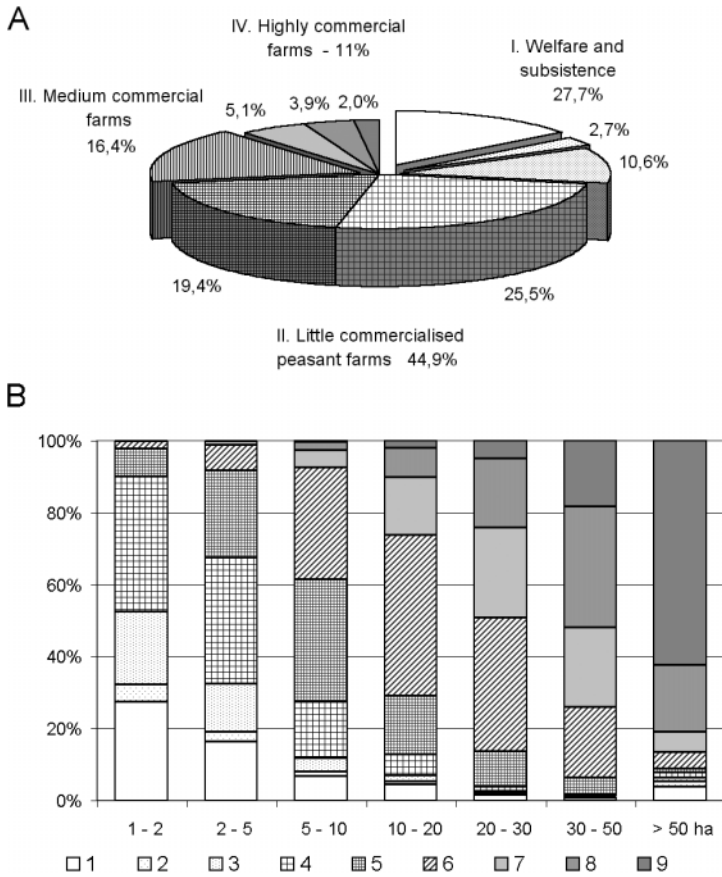 A
IV. Highly commercial
farms - 11%
I. Welfare and
subsistence
27,7%
III. Medium commercial
farms
16,4%
5,1%
3,9%
2,0%
2,7%
10,6%
19,4%
25,5%
II. Little commercialised
peasant farms 44,9%
B
100%
80%
60%
40%
20%
0%
1 - 2 2 - 5 5 - 10 10 - 20 20 - 30 30 - 50 > 50 ha
1 2 3 4 5 6 7 8 9